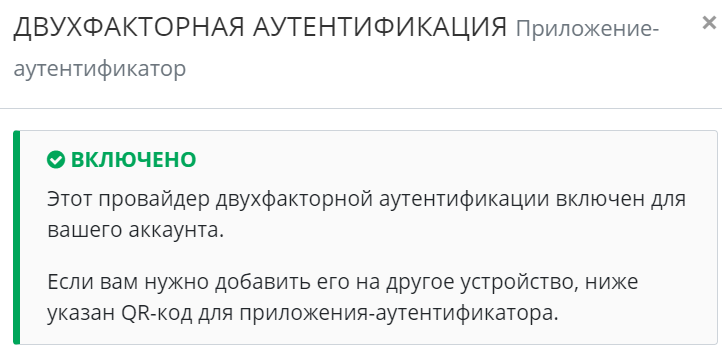 ДВУХФАКТОРНАЯ АУТЕНТИФИКАЦИЯ Приложение-
аутентификатор
×
ВКЛЮЧЕНО
Этот провайдер двухфакторной аутентификации включен для
вашего аккаунта.
Если вам нужно добавить его на другое устройство, ниже
указан QR-код для приложения-аутентификатора.